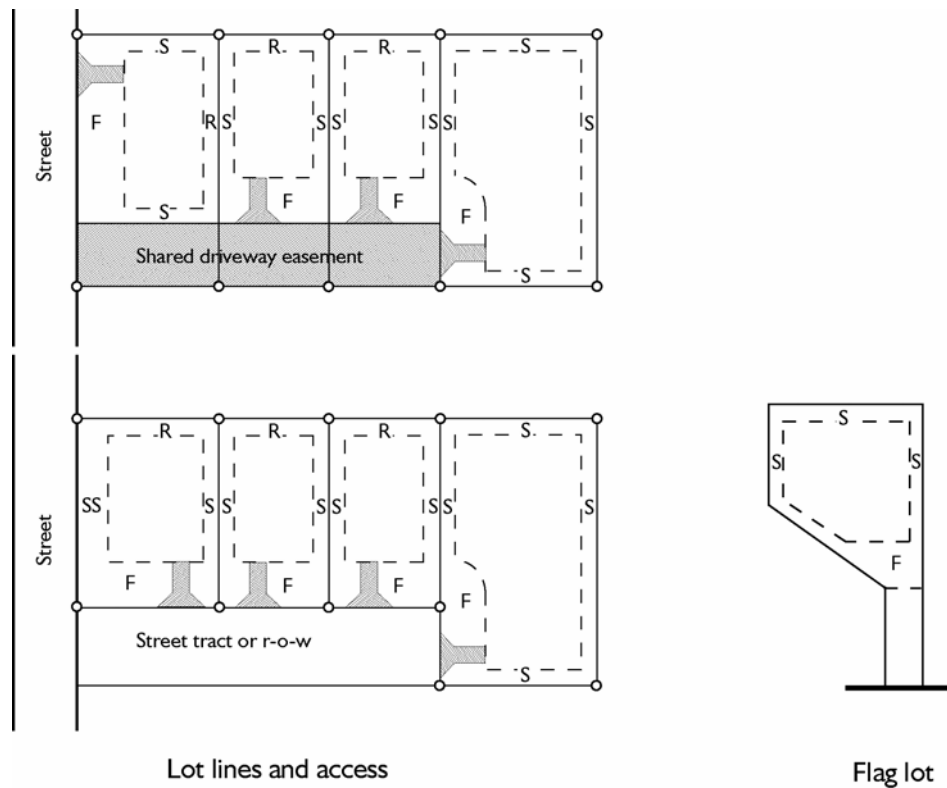 S R R S
Street F R S S S S S S
F F F
S
Shared driveway easement
S
R R R S
S S S
Street SS S S S S S S S
F F F F F
Street tract or r-o-w
S
Lot lines and access Flag lot